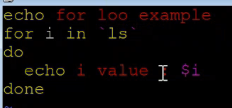 echo for loo example
for i in `ls`
do
echo i value : $i
done
~